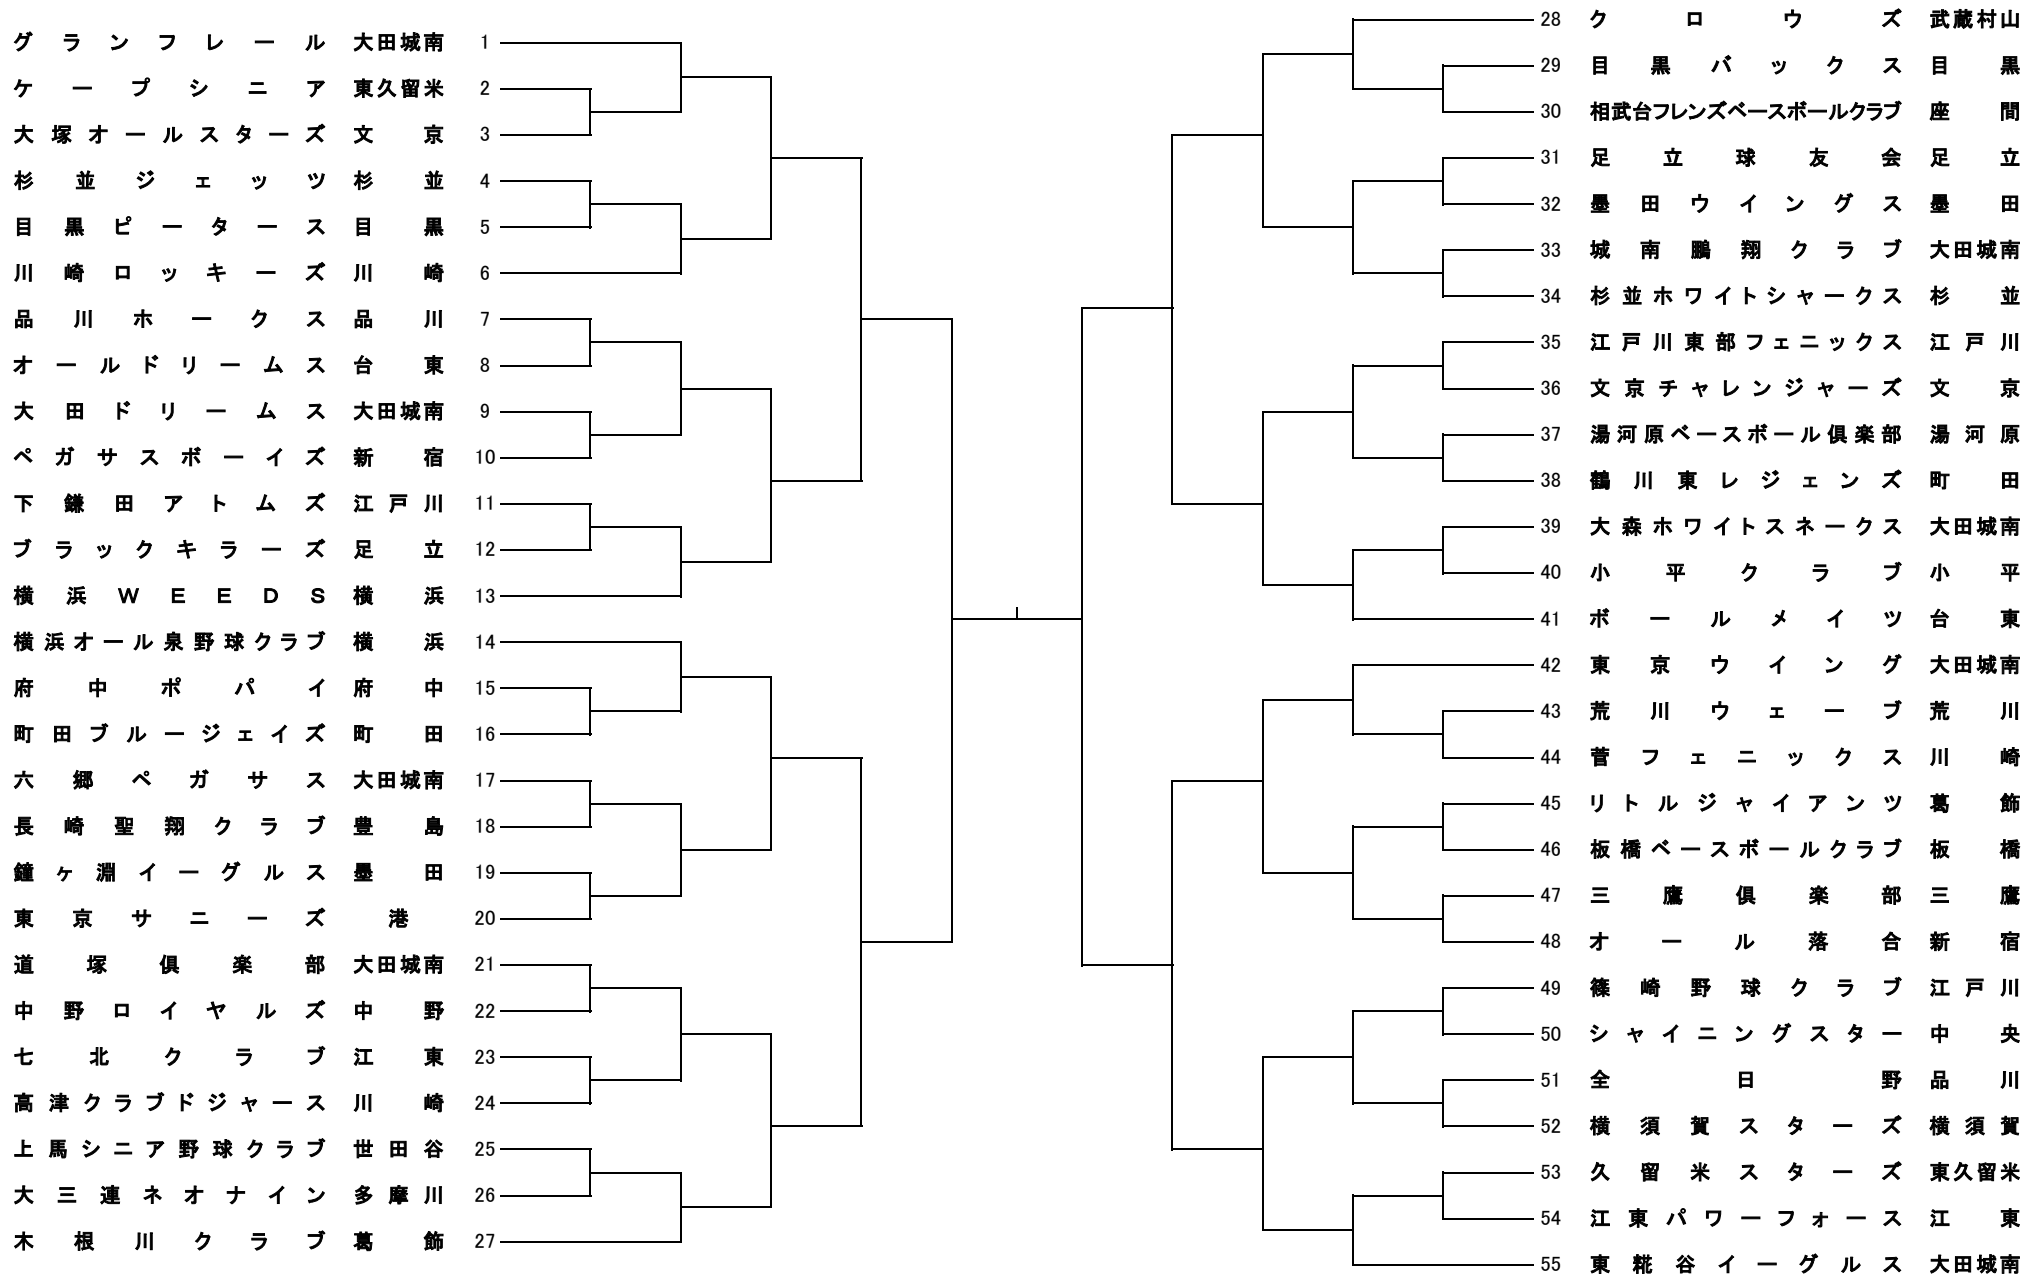 グランフレール 大田城南 1
ケープシニア 東久留米 2
大塚オールスターズ 文京 3
杉並ジェッツ 杉並 4
目黒ピータース 目黒 5
川崎ロッキーズ 川崎 6
品川ホークス 品川 7
オールドリームス 台東 8
大田ドリームス 大田城南 9
ペガサスボーイズ 新宿 10
下鎌田アトムズ 江戸川 11
ブラックキラーズ 足立 12
横浜WEEDS 横浜 13
横浜オール泉野球クラブ 横浜 14
府中ポパイ 府中 15
町田ブルージェイズ 町田 16
六郷ペガサス 大田城南 17
長崎聖翔クラブ 豊島 18
鐘ヶ淵イーグルス 墨田 19
東京サニーズ 港 20
道塚倶楽部 大田城南 21
中野ロイヤルズ 中野 22
七北クラブ 江東 23
高津クラブドジャース 川崎 24
上馬シニア野球クラブ 世田谷 25
大三連ネオナイン 多摩川 26
木根川クラブ 葛飾 27
28 クロウズ 武蔵村山
29 目黒バックス 目黒
30 相武台フレンズベースボールクラブ 座間
31 足立球友会 足立
32 墨田ウイングス 墨田
33 城南鵬翔クラブ 大田城南
34 杉並ホワイトシャークス 杉並
35 江戸川東部フェニックス 江戸川
36 文京チャレンジャーズ 文京
37 湯河原ベースボール倶楽部 湯河原
38 鶴川東レジェンズ 町田
39 大森ホワイトスネークス 大田城南
40 小平クラブ 小平
41 ボールメイツ 台東
42 東京ウイング 大田城南
43 荒川ウェーブ 荒川
44 菅フェニックス 川崎
45 リトルジャイアンツ 葛飾
46 板橋ベースボールクラブ 板橋
47 三鷹倶楽部 三鷹
48 オール落合 新宿
49 篠崎野球クラブ 江戸川
50 シャイニングスター 中央
51 全日野 品川
52 横須賀スターズ 横須賀
53 久留米スターズ 東久留米
54 江東パワーフォース 江東
55 東糀谷イーグルス 大田城南